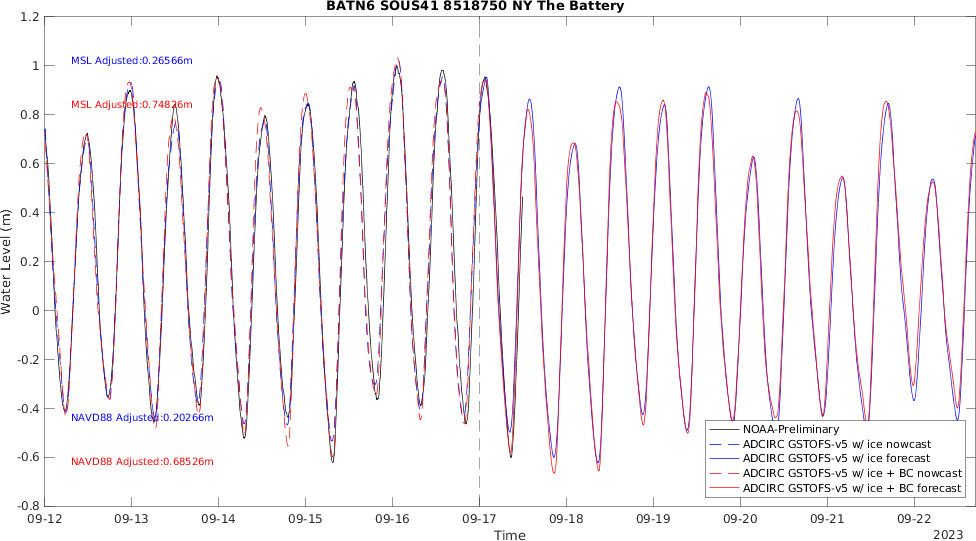 BATN6 SOUS41 8518750 NY The Battery
1.2
1
0.8
0.6
0.4
0.2
0
-0.2
-0.4
-0.6
-0.8
Water Level (m)
MSL Adjusted:0.26566m
MSL Adjusted:0.74826m
NAVD88 Adjusted:0.20266m
NAVD88 Adjusted:0.68526m
NOAA-Preliminary
ADCIRC GSTOFS-v5 w/ ice nowcast
ADCIRC GSTOFS-v5 w/ ice forecast
ADCIRC GSTOFS-v5 w/ ice + BC nowcast
ADCIRC GSTOFS-v5 w/ ice + BC forecast
09-12 09-13 09-14 09-15 09-16 09-17 09-18 09-19 09-20 09-21 09-22
Time
2023